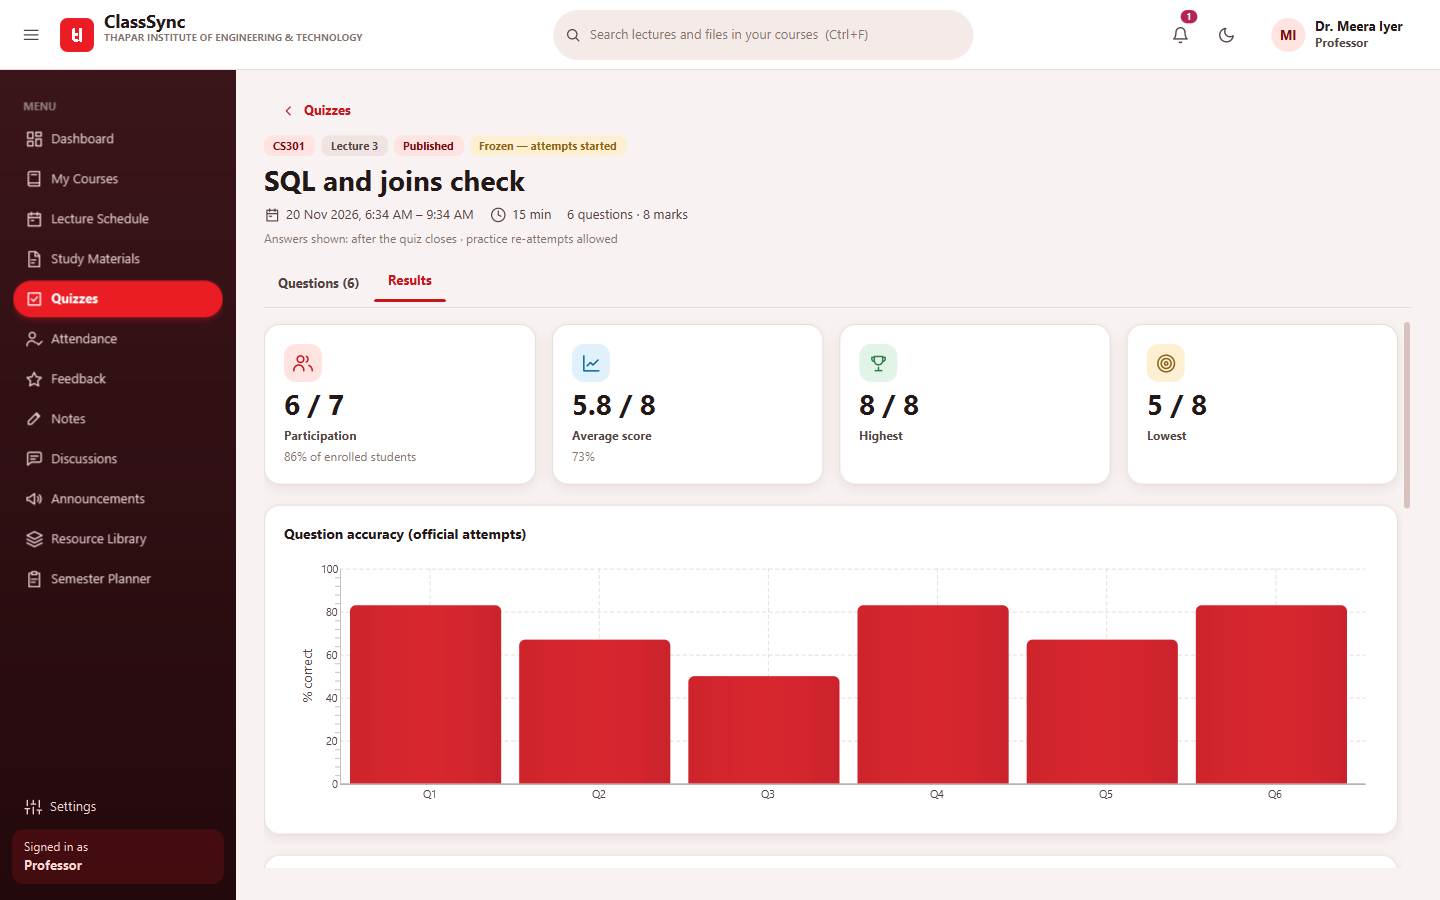 ClassSync
THAPAR INSTITUTE OF ENGINEERING & TECHNOLOGY
Search lectures and files in your courses (Ctrl+F)
1
MI
Dr. Meera Iyer
Professor
MENU
Dashboard
My Courses
Lecture Schedule
Study Materials
Quizzes
Attendance
Feedback
Notes
Discussions
Announcements
Resource Library
Semester Planner
Settings
Signed in as
Professor
Quizzes
CS301 Lecture 3 Published Frozen — attempts started
SQL and joins check
20 Nov 2026, 6:34 AM – 9:34 AM 15 min 6 questions · 8 marks
Answers shown: after the quiz closes · practice re-attempts allowed
Questions (6) Results
6 / 7
Participation
86% of enrolled students
5.8 / 8
Average score
73%
8 / 8
Highest
5 / 8
Lowest
Question accuracy (official attempts)
% correct
100
80
60
40
20
0
Q1 Q2 Q3 Q4 Q5 Q6